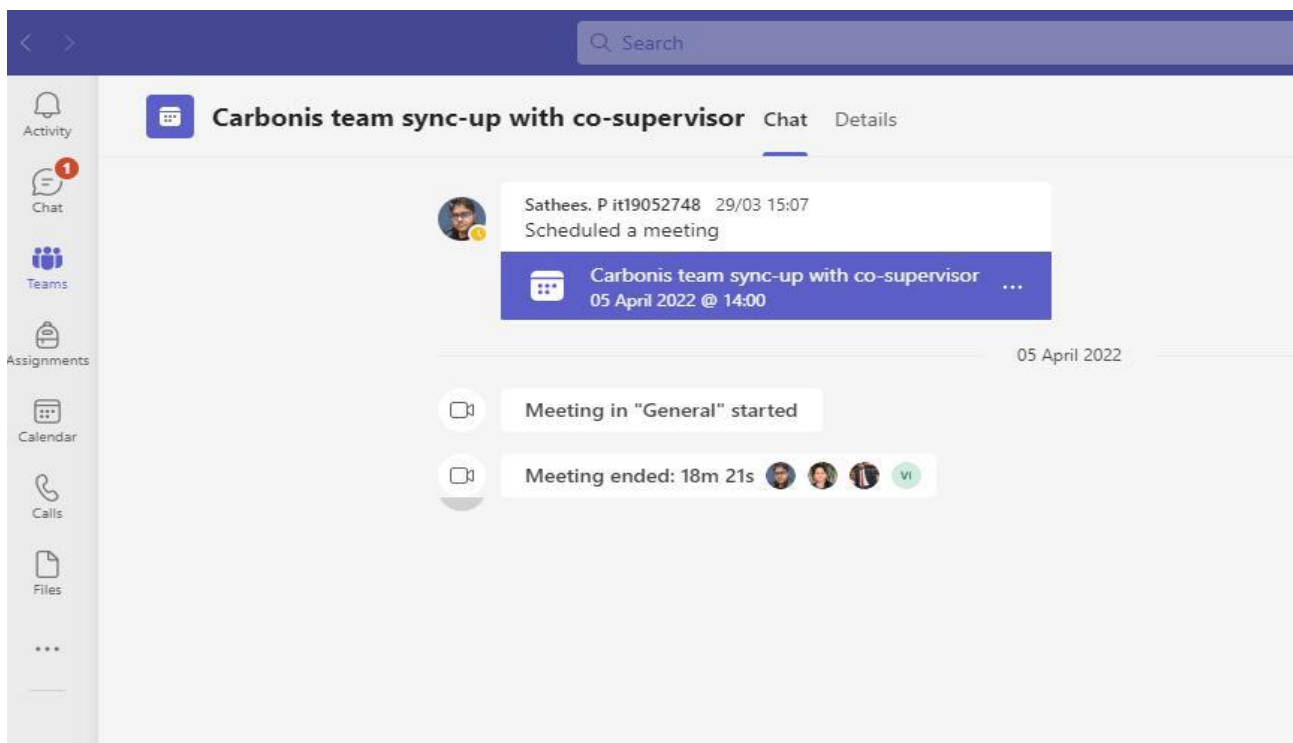 Search
Activity
Chat
1
Teams
Assignments
Calendar
Calls
Files
Carbonis team sync-up with co-supervisor Chat Details
Sathees. P it19052748 29/03 15:07
Scheduled a meeting
Carbonis team sync-up with co-supervisor
05 April 2022 @ 14:00
05 April 2022
Meeting in "General" started
Meeting ended: 18m 21s VI